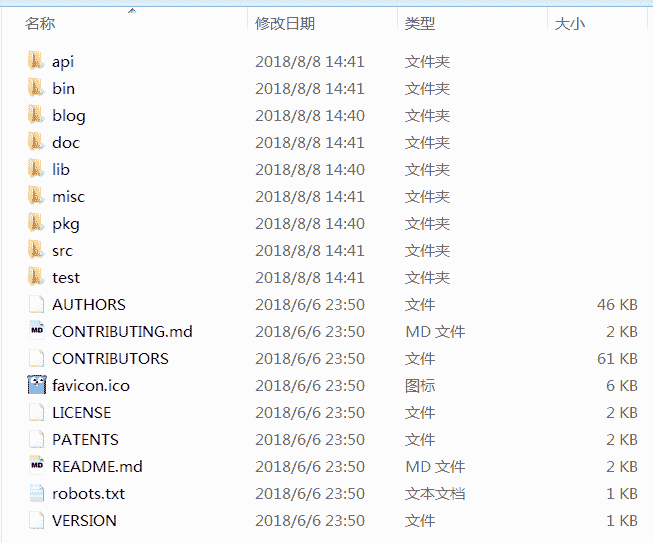 名称 修改日期 类型 大小
api 2018/8/8 14:41 文件夹
bin 2018/8/8 14:41 文件夹
blog 2018/8/8 14:40 文件夹
doc 2018/8/8 14:41 文件夹
lib 2018/8/8 14:40 文件夹
misc 2018/8/8 14:41 文件夹
pkg 2018/8/8 14:40 文件夹
src 2018/8/8 14:41 文件夹
test 2018/8/8 14:41 文件夹
AUTHORS 2018/6/6 23:50 文件 46 KB
MD CONTRIBUTING.md 2018/6/6 23:50 MD 文件 2 KB
CONTRIBUTORS 2018/6/6 23:50 文件 61 KB
favicon.ico 2018/6/6 23:50 图标 6 KB
LICENSE 2018/6/6 23:50 文件 2 KB
PATENTS 2018/6/6 23:50 文件 2 KB
MD README.md 2018/6/6 23:50 MD 文件 2 KB
robots.txt 2018/6/6 23:50 文本文档 1 KB
VERSION 2018/6/6 23:50 文件 1 KB